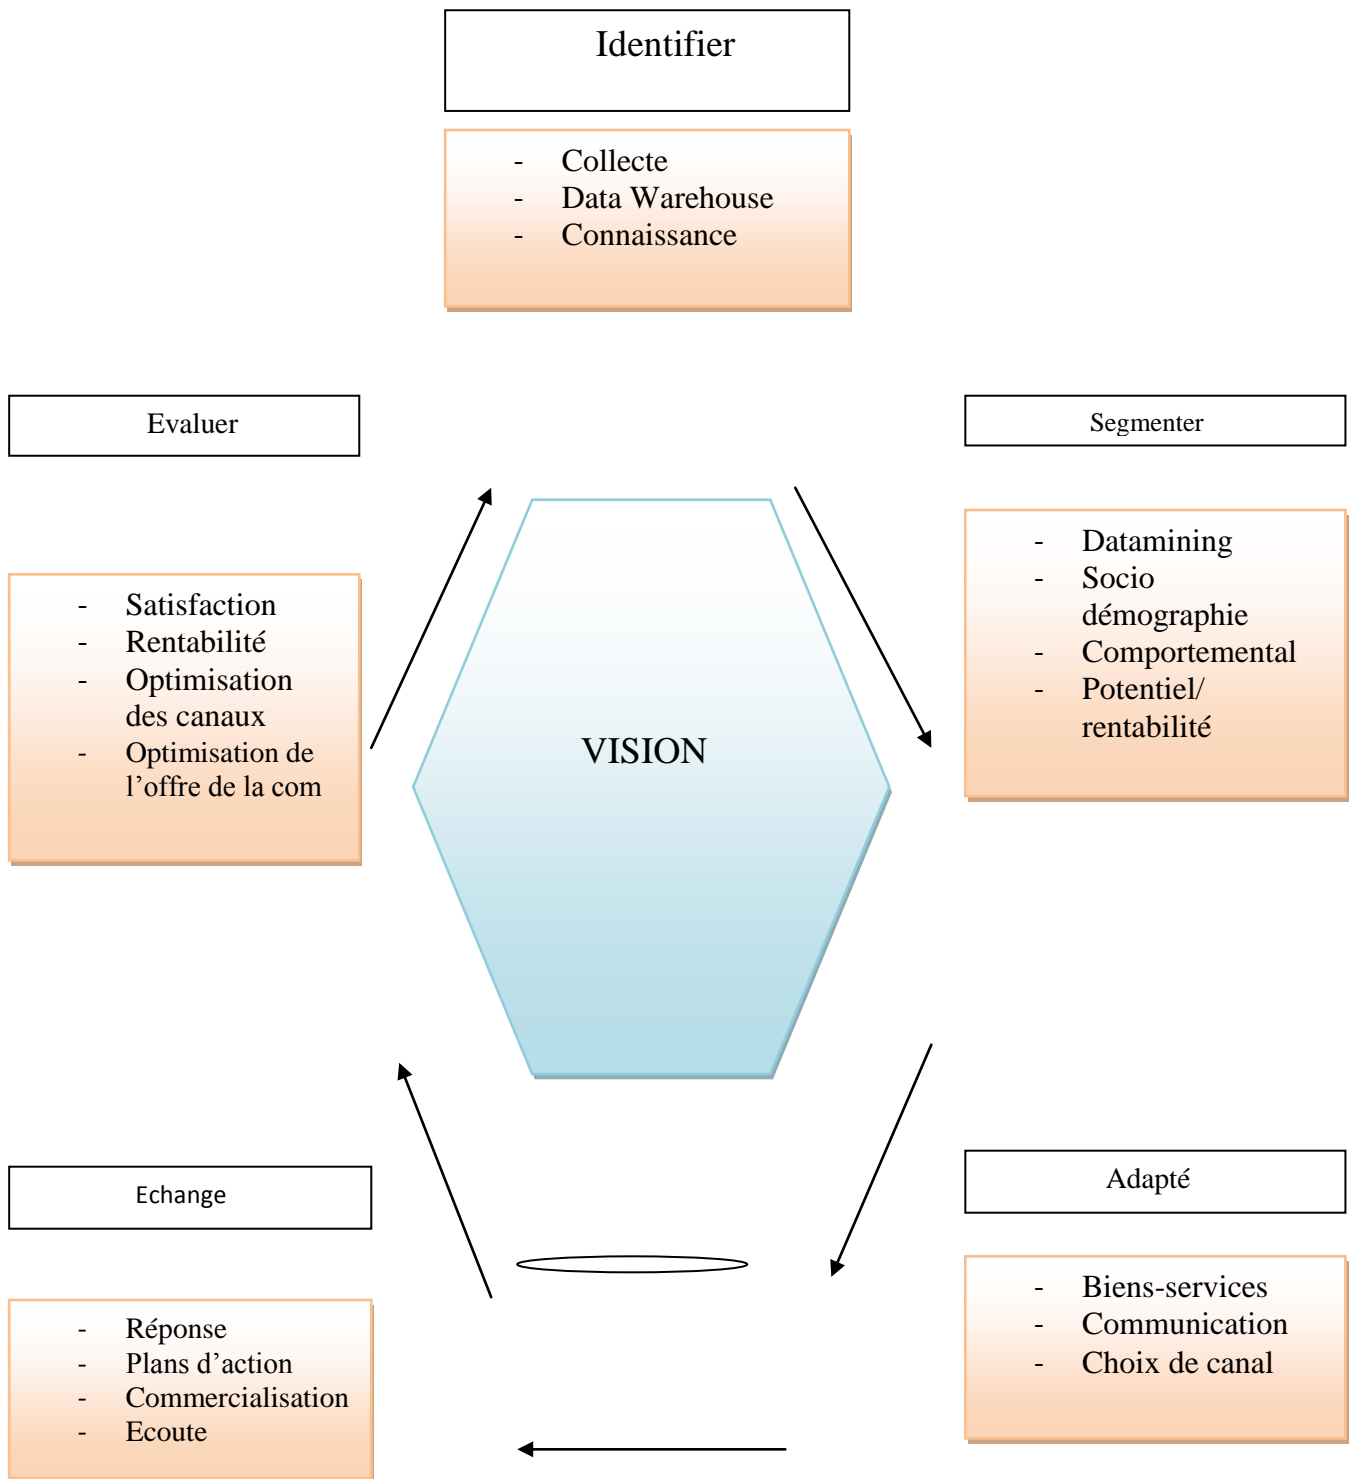 Identifier
- Collecte
- Data Warehouse
- Connaissance
Evaluer
Segmenter
- Satisfaction
- Rentabilité
- Optimisation
des canaux
- Optimisation de
l’offre de la com
VISION
- Datamining
- Socio
démographie
- Comportemental
- Potentiel/
rentabilité
Echange
Adapté
- Réponse
- Plans d’action
- Commercialisation
- Ecoute
- Biens-services
- Communication
- Choix de canal